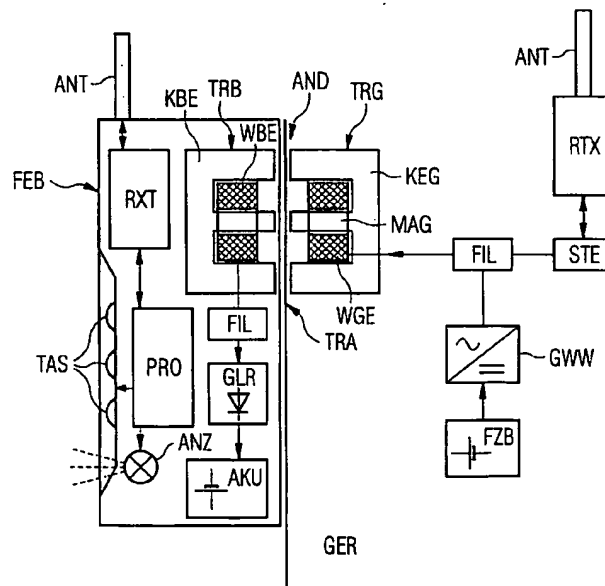 ANT
KBE
TRB
AND
TRG
ANT
WBE
FEB
RXT
KEG
RTX
MAG
FIL
STE
WGE
TRA
FIL
TAS
PRO
GLR
GWW
ANZ
AKU
FZB
GER